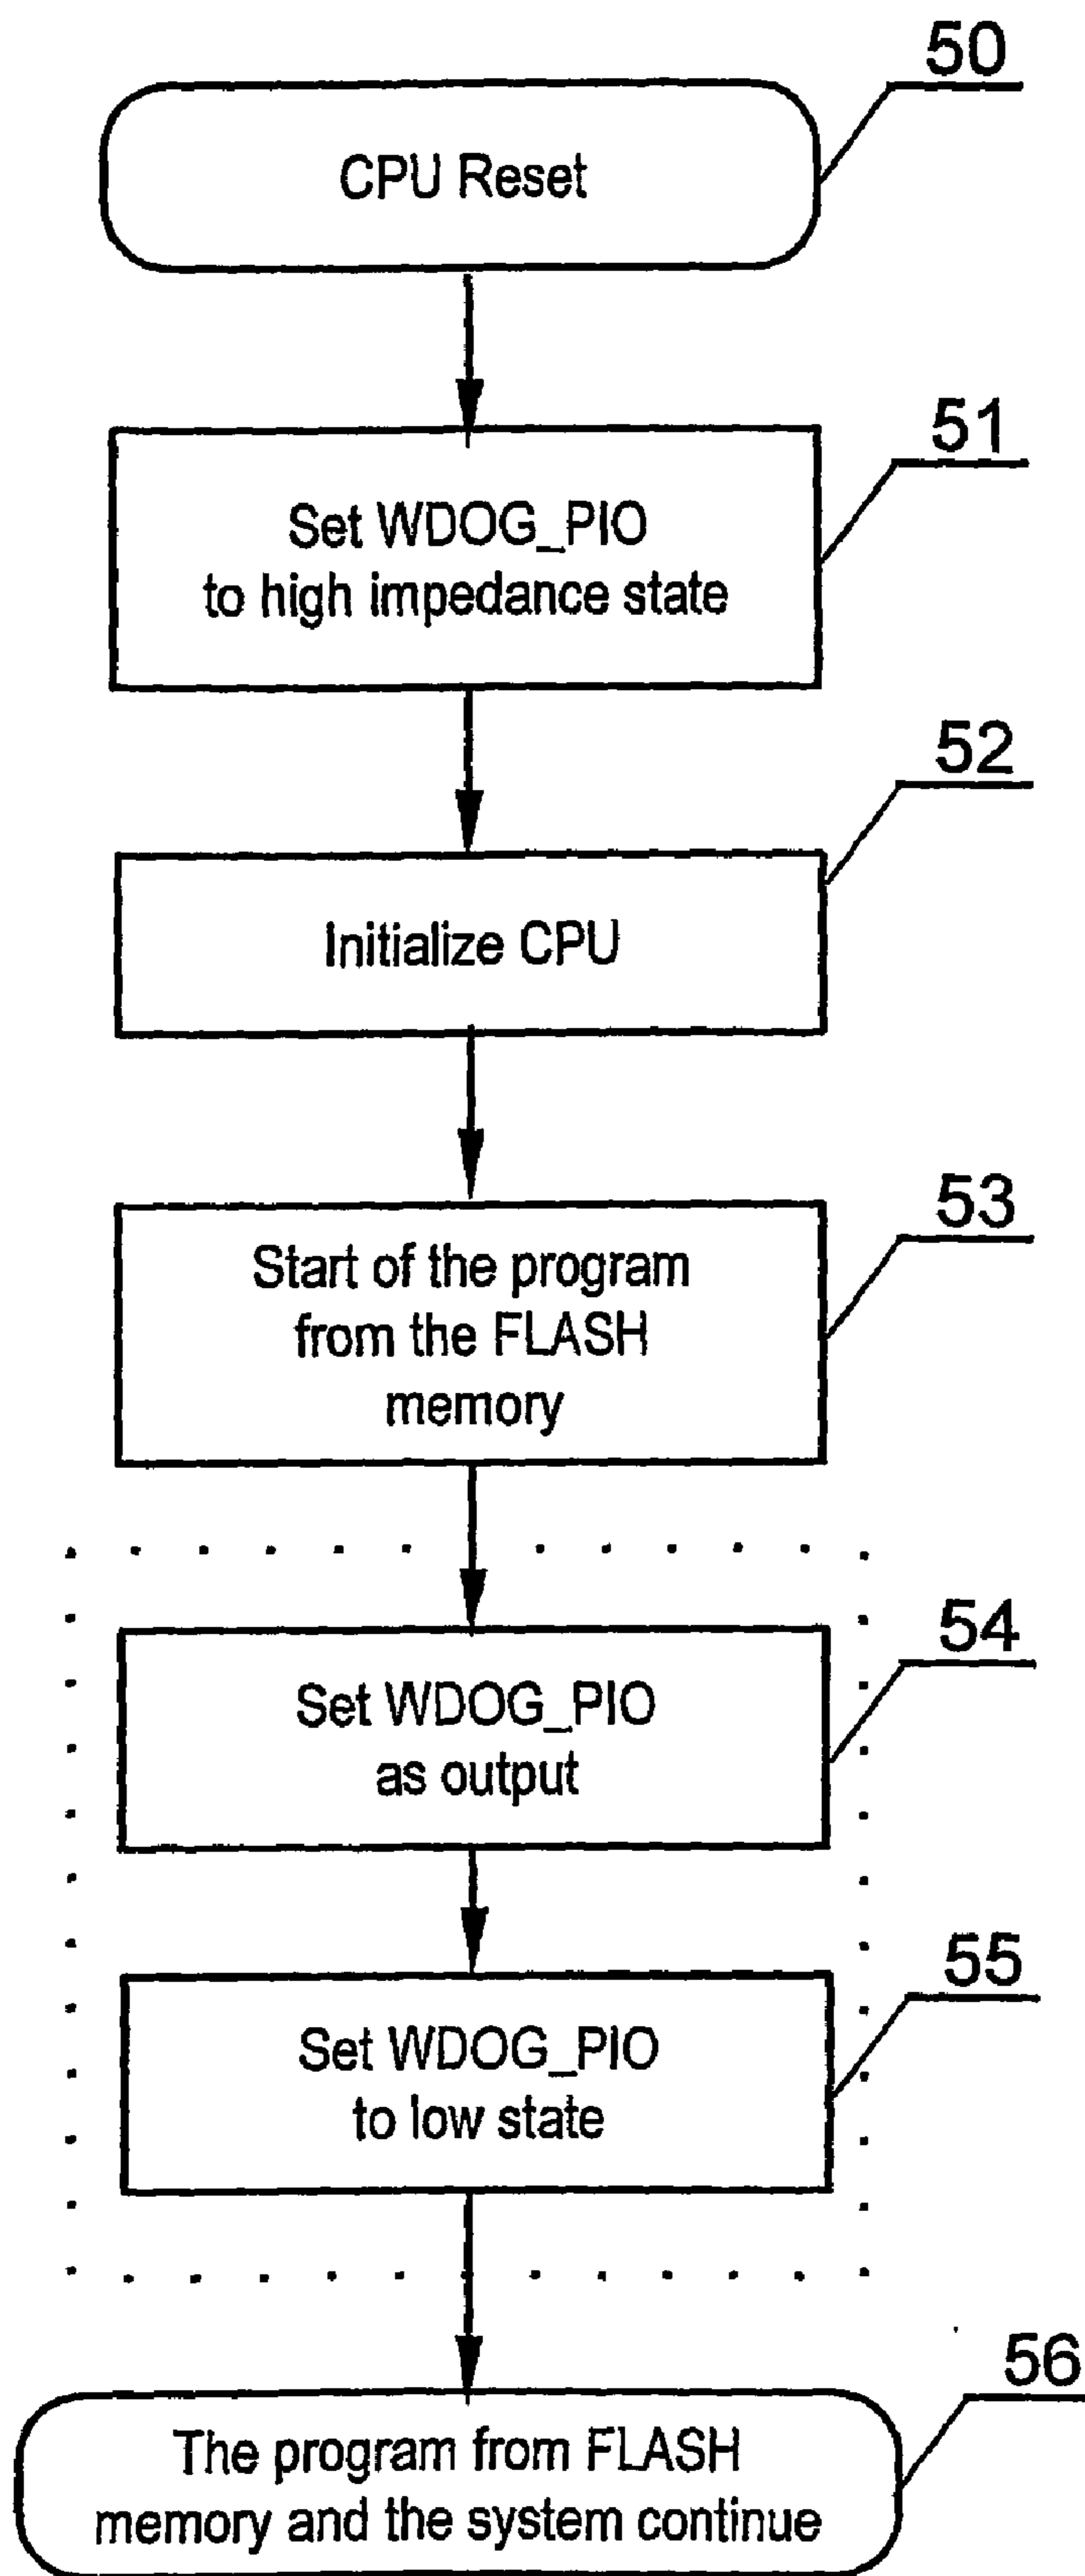 50
CPU Reset
51
Set WDOG_PIO
to high impedance state
52
Initialize CPU
53
Start of the program
from the FLASH
memory
54
Set WDOG_PIO
as output
55
Set WDOG_PIO
to low state
56
The program from FLASH
memory and the system continue